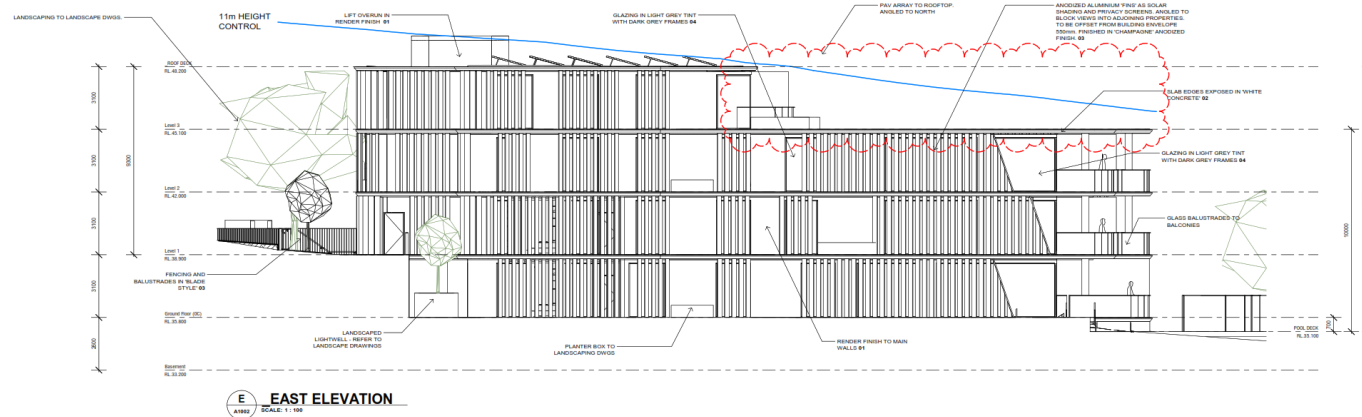 LANDSCAPING TO LANDSCAPE DWGS.
11m HEIGHT
CONTROL
LIFT OVERUN IN
RENDER FINISH 01
GLAZING IN LIGHT GREY TINT
WITH DARK GREY FRAMES 04
PAV ARRAY TO ROOFTOP.
ANGLED TO NORTH
ANODIZED ALUMINIUM 'FINS' AS SOLAR
SHADING AND PRIVACY SCREENS. ANGLED TO
BLOCK VIEWS INTO ADJOINING PROPERTIES.
TO BE OFFSET FROM BUILDING ENVELOPE
550mm. FINISHED IN 'CHAMPAGNE' ANODIZED
FINISH. 03
ROOF DECK
RL.48.200
3100
SLAB EDGES EXPOSED IN 'WHITE
CONCRETE' 02
Level 3
RL.45.100
3100
9300
GLAZING IN LIGHT GREY TINT
WITH DARK GREY FRAMES 04
Level 2
RL.42.000
3100
GLASS BALUSTRADES TO
BALCONIES
10000
Level 1
RL.38.900
FENCING AND
BALUSTRADES IN 'BLADE
STYLE' 03
3100
Ground Floor (GC)
RL.35.800
LANDSCAPED
LIGHTWELL - REFER TO
LANDSCAPE DRAWINGS
PLANTER BOX TO
LANDSCAPING DWGS
RENDER FINISH TO MAIN
WALLS 01
700
POOL DECK
RL.35.100
Basement
RL.33.200
E
A1002
EAST ELEVATION
SCALE: 1 : 100